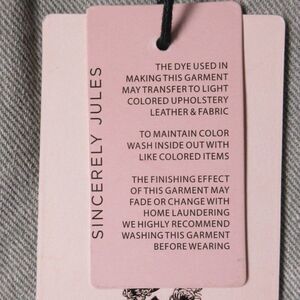 SINCERELY JULES
THE DYE USED IN
MAKING THIS GARMENT
MAY TRANSFER TO LIGHT
COLORED UPHOLSTERY
LEATHER & FABRIC
TO MAINTAIN COLOR
WASH INSIDE OUT WITH
LIKE COLORED ITEMS
THE FINISHING EFFECT
OF THIS GARMENT MAY
FADE OR CHANGE WITH
HOME LAUNDERING
WE HIGHLY RECOMMEND
WASHING THIS GARMENT
BEFORE WEARING